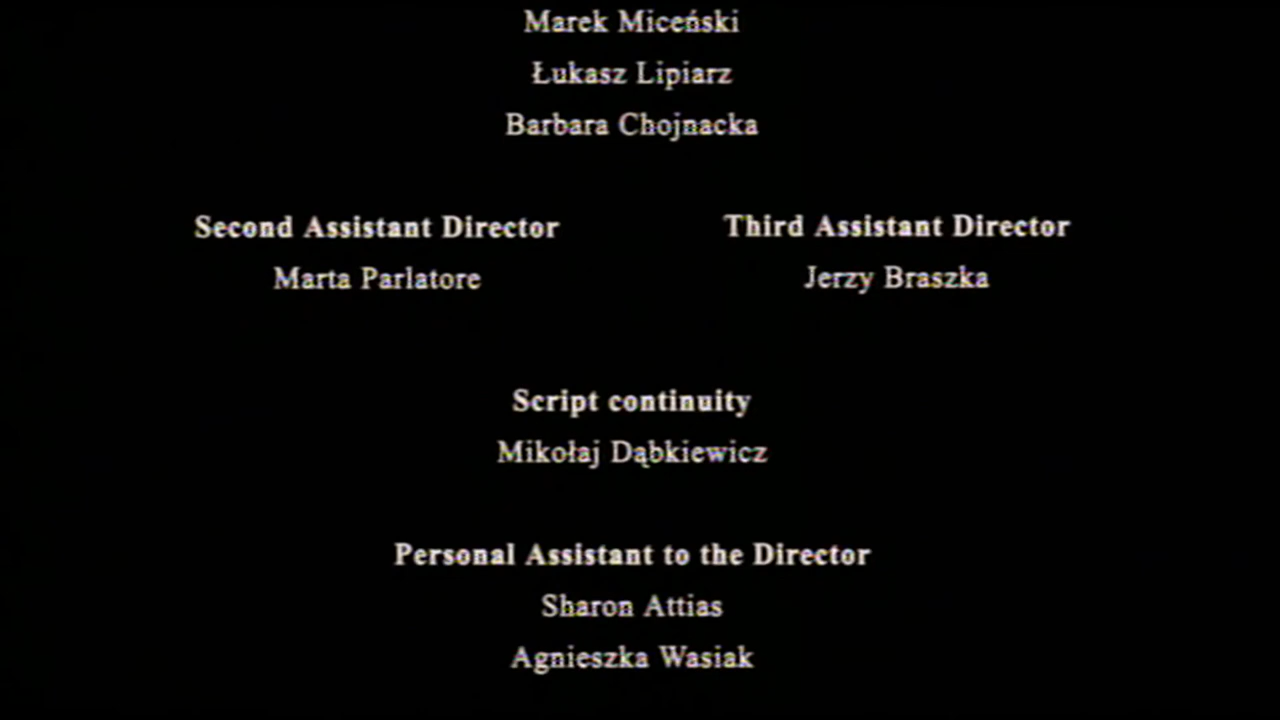 Marek Miceński
Łukasz Lipiarz
Barbara Chojnacka
Second Assistant Director
Third Assistant Director
Marta Parlatore
Jerzy Braszka
Script continuity
Mikołaj Dąbkiewicz
Personal Assistant to the Director
Sharon Attias
Agnieszka Wasiak